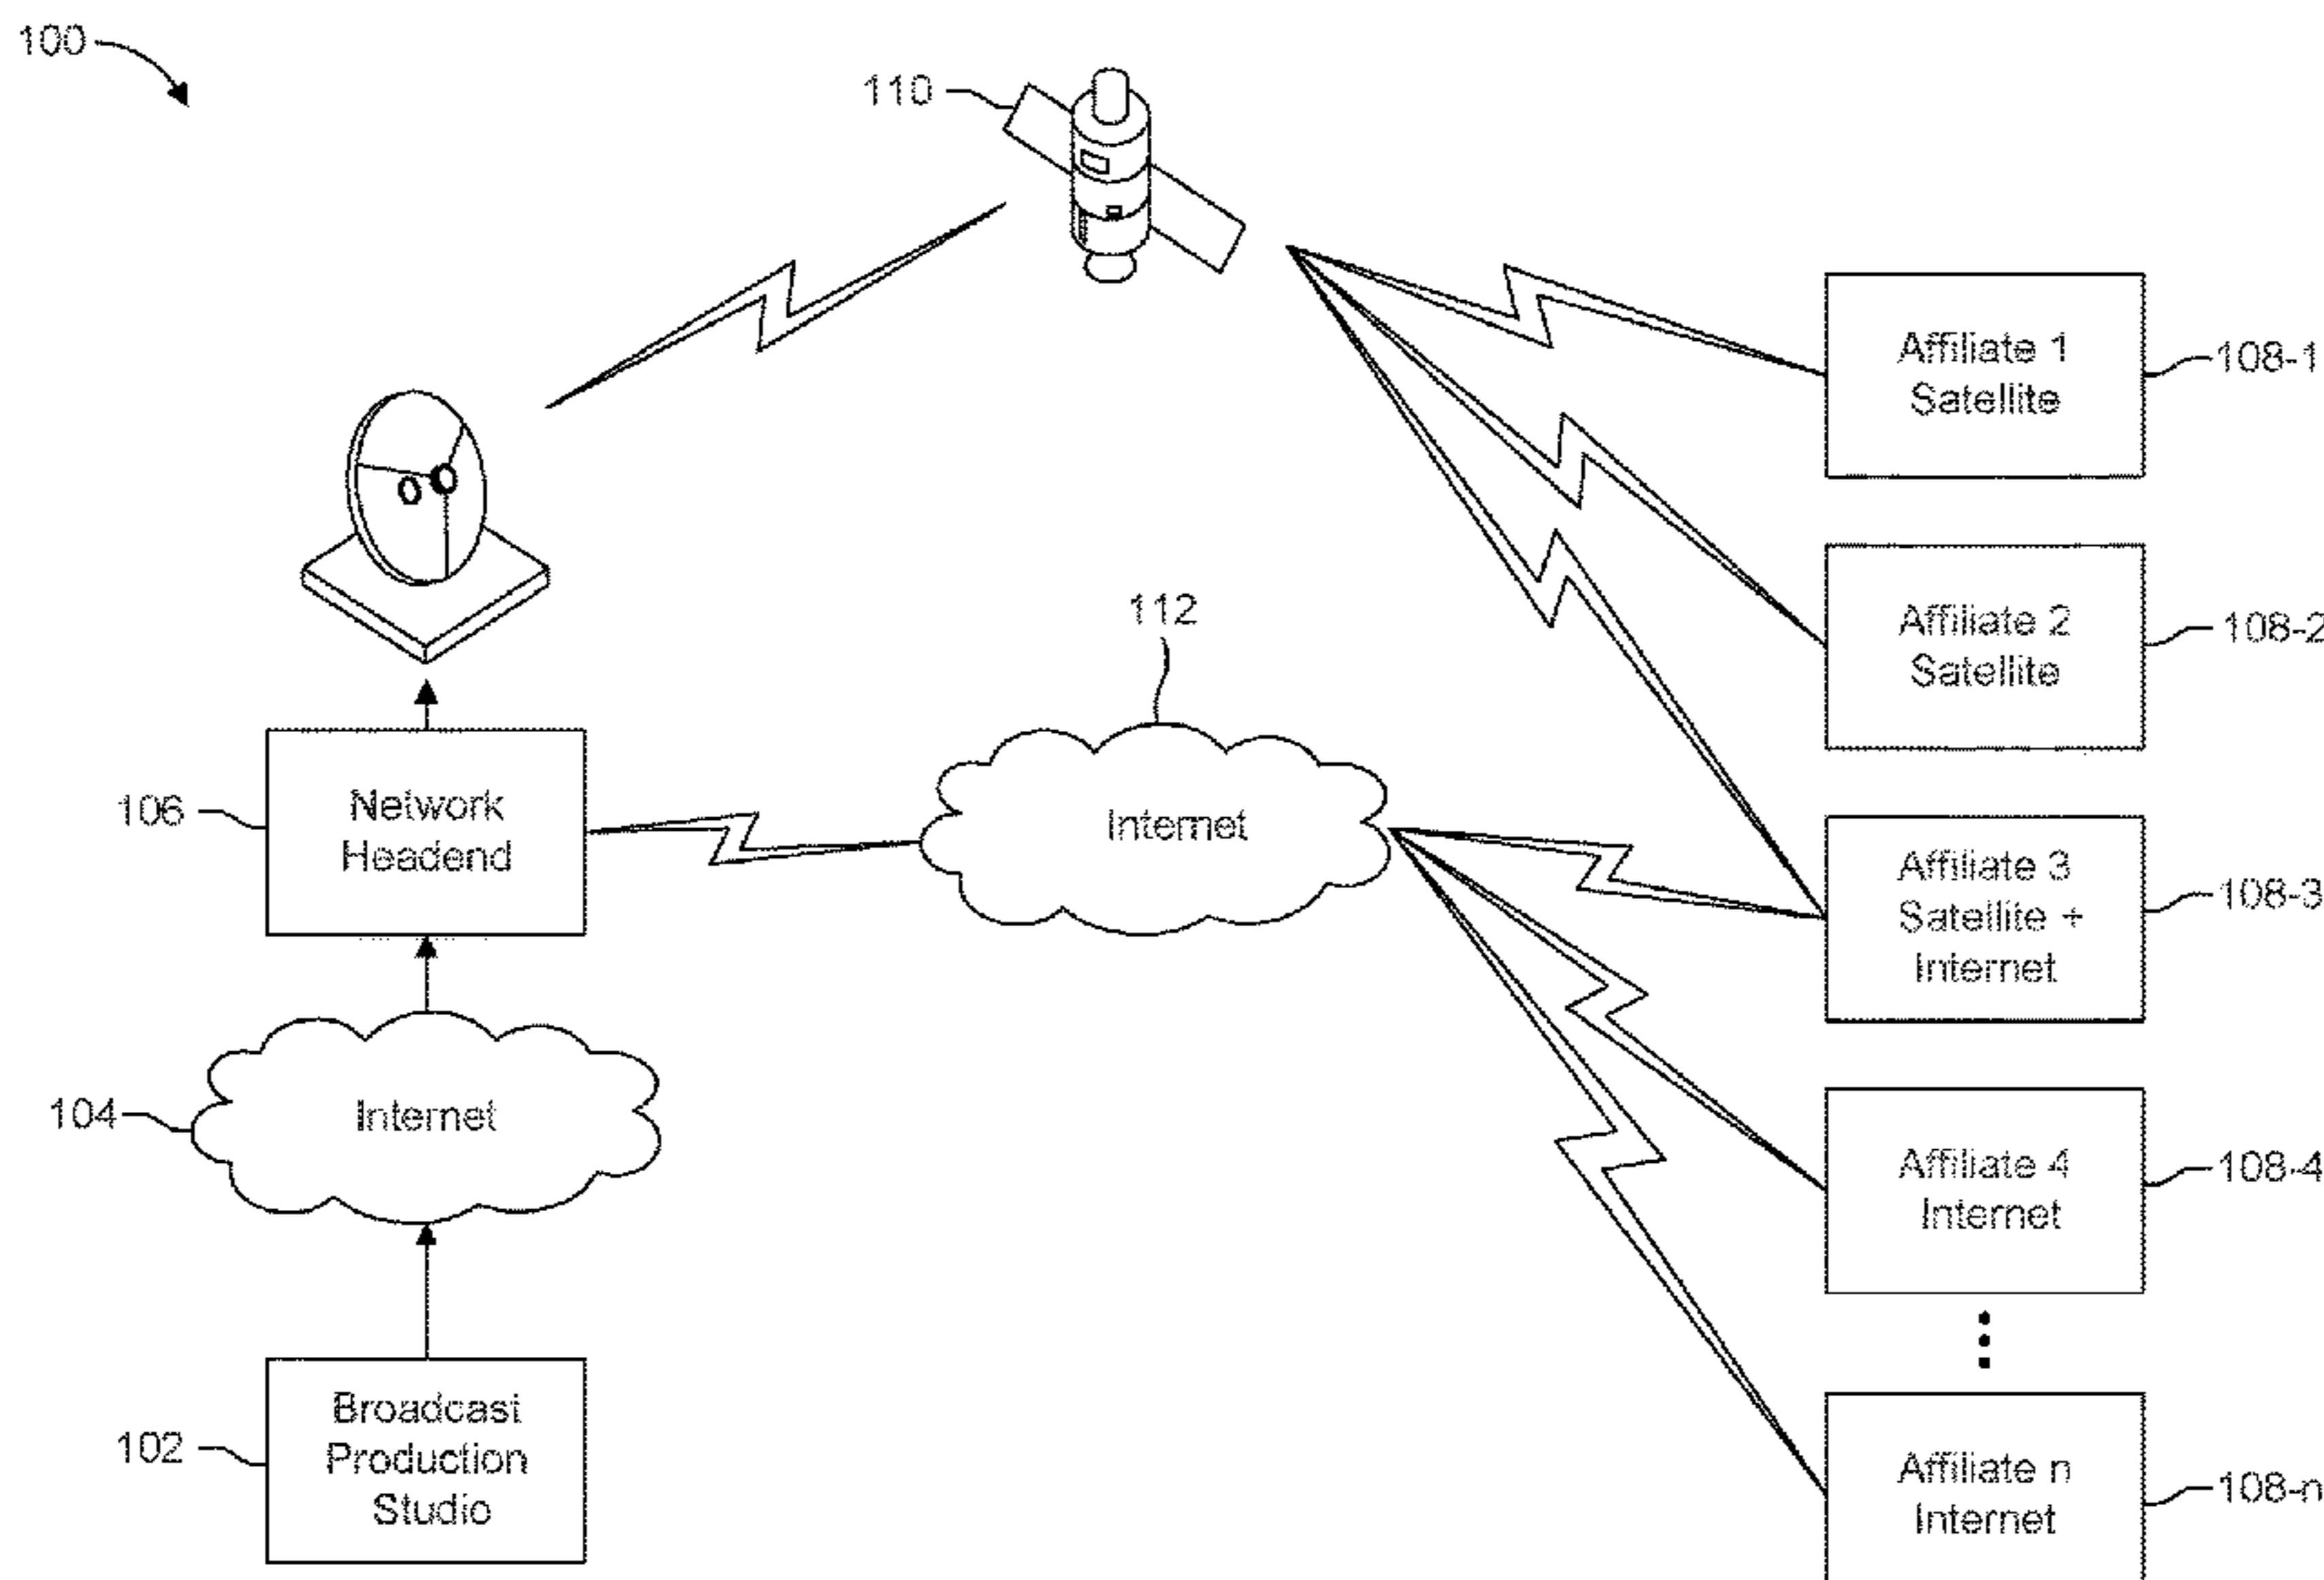 100
110
Affiliate 1
Satellite
108-1
Affiliate 2
Satellite
108-2
112
106
Network
Headend
Internet
Affiliate 3
Satellite +
Internet
108-3
104
Internet
Affiliate 4
Internet
108-4
102
Broadcast
Production
Studio
Affiliate n
Internet
108-n